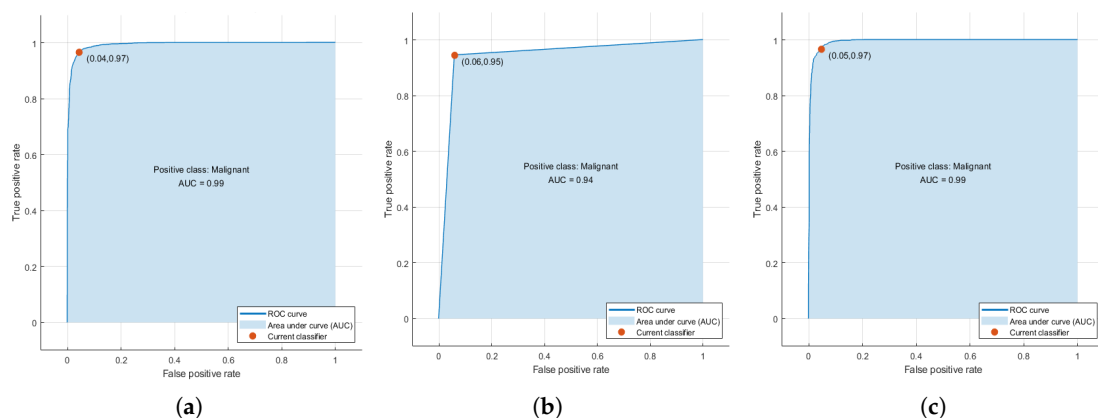 1
0.8
0.6
0.4
0.2
0
True positive rate
(0.04,0.97)
Positive class: Malignant
AUC = 0.99
ROC curve
Area under curve (AUC)
Current classifier
0 0.2 0.4 0.6 0.8 1
False positive rate
(a)
1
0.8
0.6
0.4
0.2
0
True positive rate
(0.06,0.95)
Positive class: Malignant
AUC = 0.94
ROC curve
Area under curve (AUC)
Current classifier
0 0.2 0.4 0.6 0.8 1
False positive rate
(b)
1
0.8
0.6
0.4
0.2
0
True positive rate
(0.05,0.97)
Positive class: Malignant
AUC = 0.99
ROC curve
Area under curve (AUC)
Current classifier
0 0.2 0.4 0.6 0.8 1
False positive rate
(c)